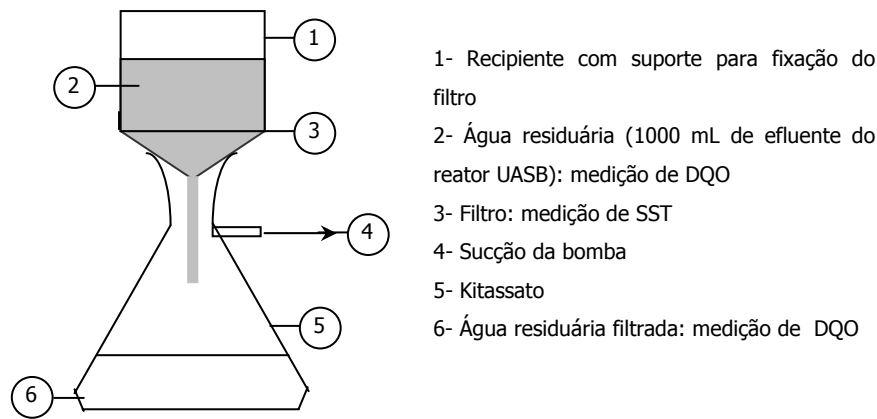 1
2
3
4
5
6
1- Recipiente com suporte para fixação do
filtro
2- Água residuária (1000 mL de efluente do
reator UASB): medição de DQO
3- Filtro: medição de SST
4- Sucção da bomba
5- Kitassato
6- Água residuária filtrada: medição de DQO